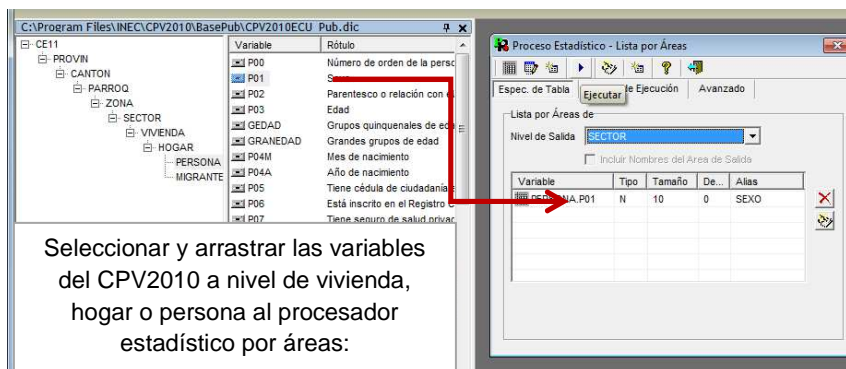 C:\Program Files\INEC\CPV2010\BasePub\CPV2010ECU_Pub.dic
CE11
PROVIN
CANTON
PARROQ
ZONA
SECTOR
VIVIENDA
HOGAR
PERSONA
MIGRANTE
Variable Rótulo
P00 Número de orden de la perso
P01
P02 Parentesco o relación con
P03 Edad
GEDAD Grupos quinquenales de ed
GRANEDAD Grandes grupos de edad
P04M Mes de nacimiento
P04A Año de nacimiento
P05 Tiene cédula de ciudadanía
P06 Está inscrito en el Registro C
P07 Tiene seguro de salud privad
Seleccionar y arrastrar las variables
del CPV2010 a nivel de vivienda,
hogar o persona al procesador
estadístico por áreas:
Proceso Estadístico - Lista por Áreas
Espec. de Tabla de Ejecución Avanzado
Ejecutar
Lista por Áreas de
Nivel de Salida SECTOR
Incluir Nombres del Area de Salida
Variable Tipo Tamaño De... Alias
PERSONA.P01 N 10 0 SEXO